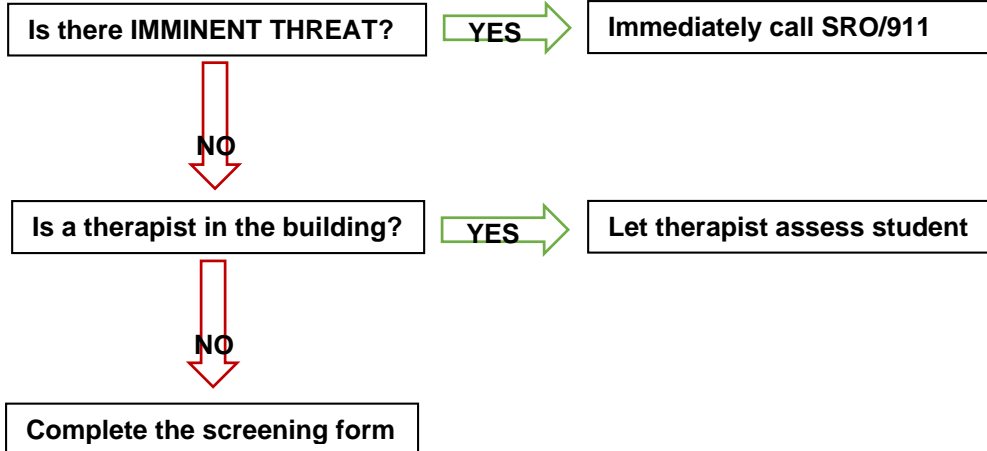 Is there IMMINENT THREAT?
YES
Immediately call SRO/911
NO
Is a therapist in the building?
YES
Let therapist assess student
NO
Complete the screening form